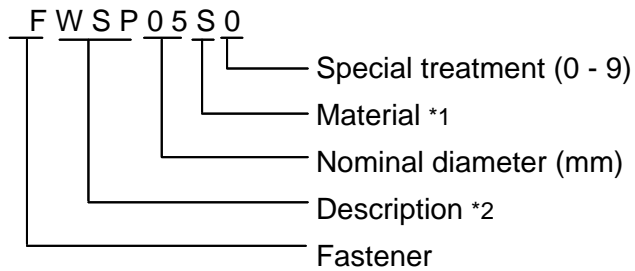 F W S P 0 5 S 0
Special treatment (0 - 9)
Material *1
Nominal diameter (mm)
Description *2
Fastener